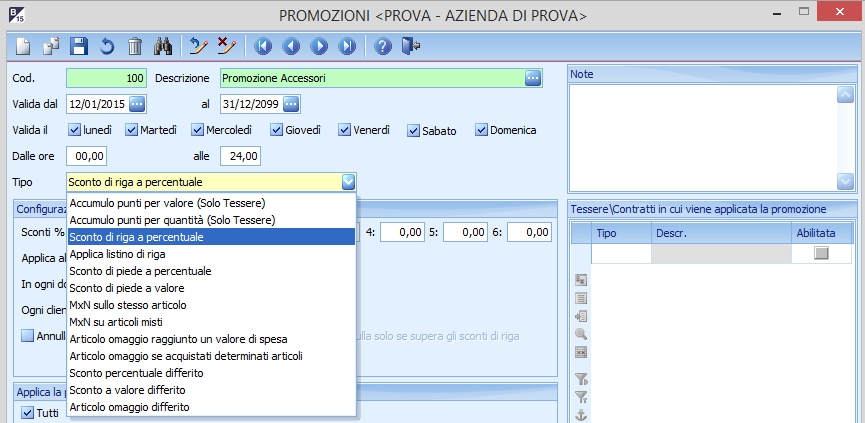 B 15 PROMOZIONI <PROVA - AZIENDA DI PROVA>
Cod. 100 Descrizione Promozione Accessori
Valida dal 12/01/2015 al 31/12/2099
Valida il lunedì Martedì Mercoledì Giovedì Venerdì Sabato Domenica
Dalle ore 00,00 alle 24,00
Tipo Sconto di riga a percentuale
Accumulo punti per valore (Solo Tessere)
Accumulo punti per quantità (Solo Tessere)
Sconto di riga a percentuale
Applica listino di riga
Sconto di piede a percentuale
Sconto di piede a valore
MxN sullo stesso articolo
MxN su articoli misti
Articolo omaggio raggiunto un valore di spesa
Articolo omaggio se acquistati determinati articoli
Sconto percentuale differito
Sconto a valore differito
Articolo omaggio differito
Configuraz
Sconti % 4: 0,00 5: 0,00 6: 0,00
Applica al
In ogni do
Ogni clien
Annull ulla solo se supera gli sconti di riga
Applica la p
Tutti
Note
Tessere\Contratti in cui viene applicata la promozione
Tipo Descr. Abilitata